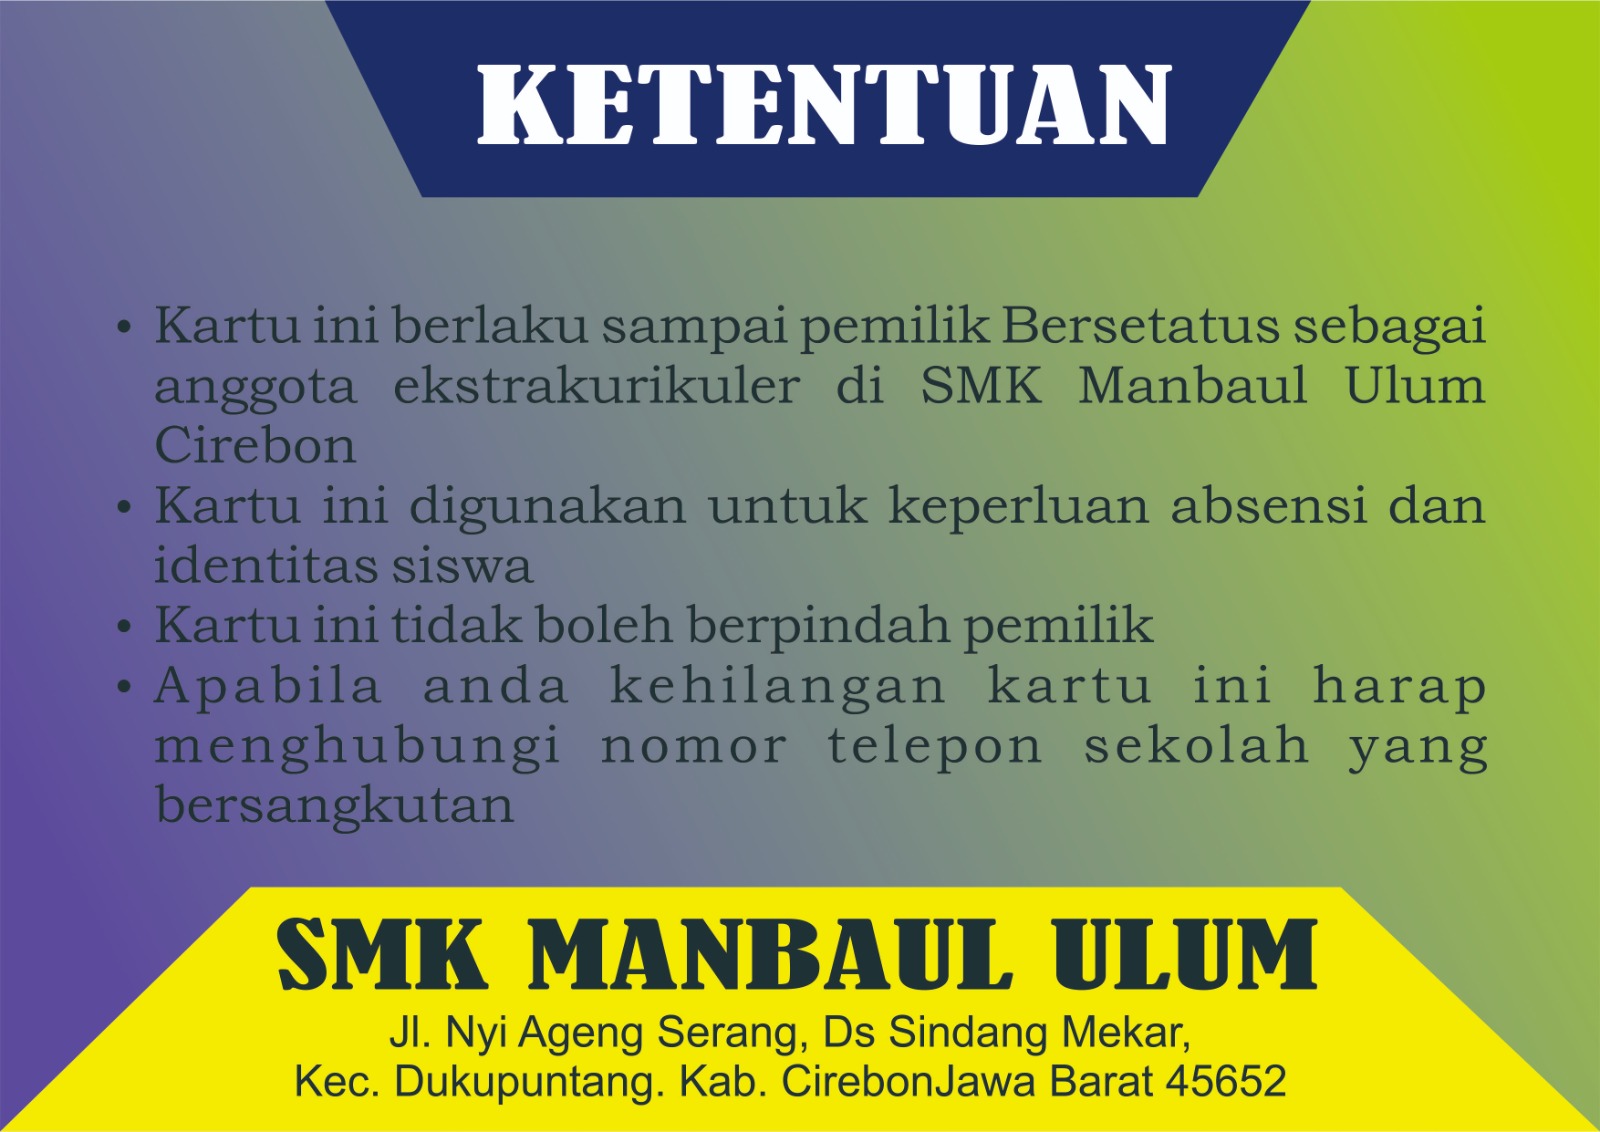 KETENTUAN
• Kartu ini berlaku sampai pemilik Bersetatus sebagai
anggota ekstrakurikuler di SMK Manbaul Ulum
Cirebon
• Kartu ini digunakan untuk keperluan absensi dan
identitas siswa
• Kartu ini tidak boleh berpindah pemilik
• Apabila anda kehilangan kartu ini harap
menghubungi nomor telepon sekolah yang
bersangkutan
SMK MANBAUL ULUM
Jl. Nyi Ageng Serang, Ds Sindang Mekar,
Kec. Dukupuntang. Kab. CirebonJawa Barat 45652